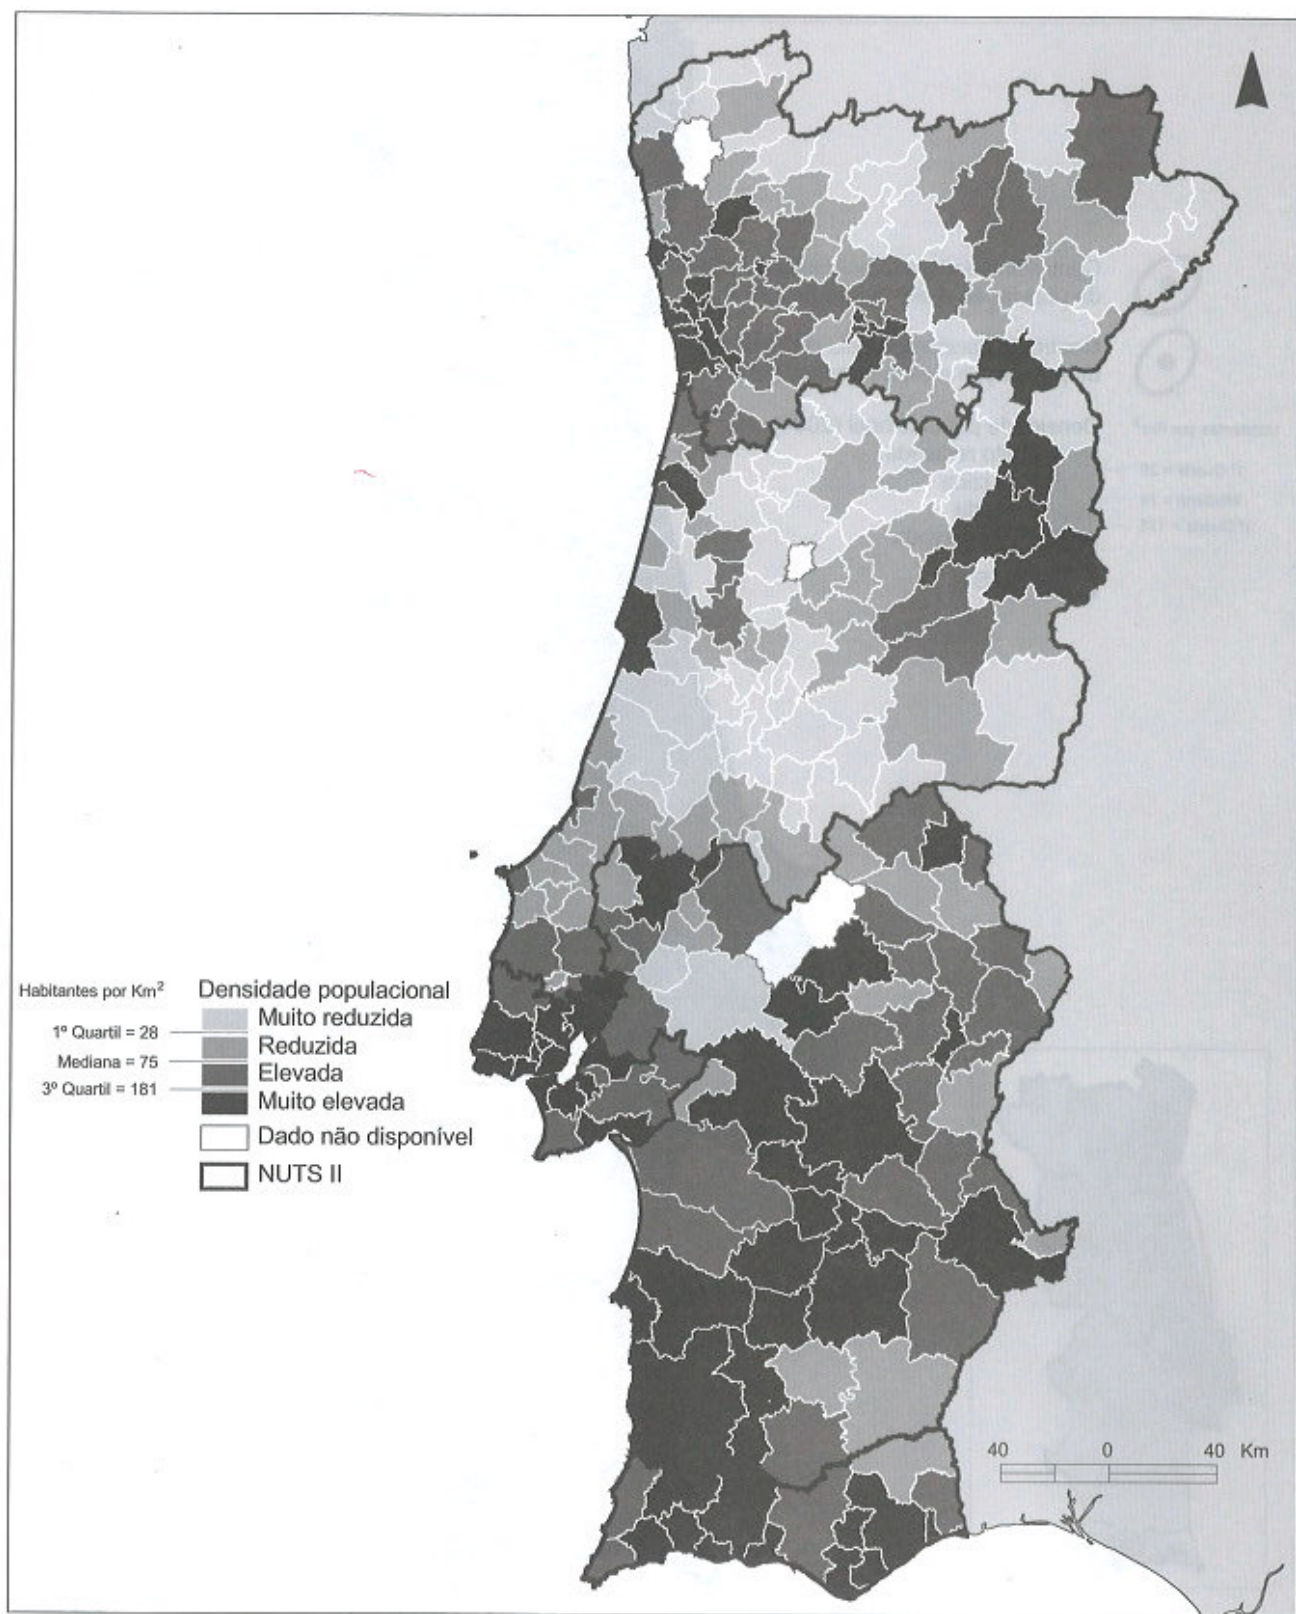 Habitantes por Km²
Densidade populacional
Muito reduzida
1º Quartil = 28
Reduzida
Mediana = 75
Elevada
3º Quartil = 181
Muito elevada
Dado não disponível
NUTS II
40 0 40 Km